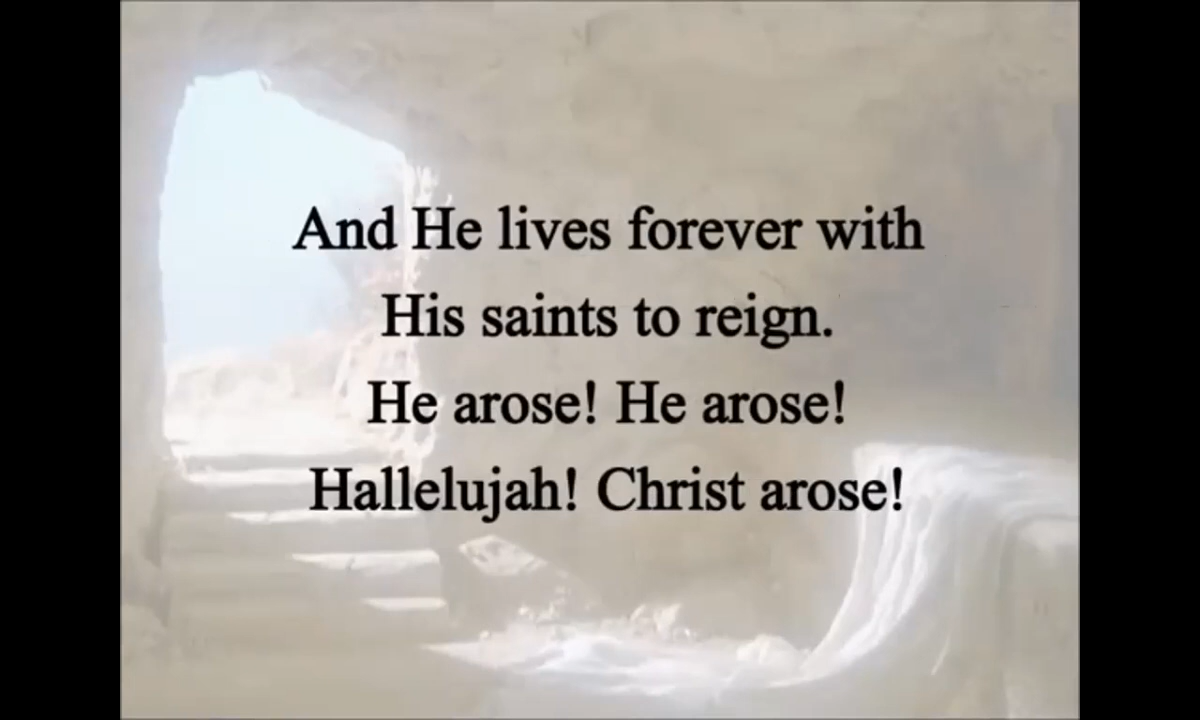 And He lives forever with
His saints to reign.
He arose! He arose!
Hallelujah! Christ arose!